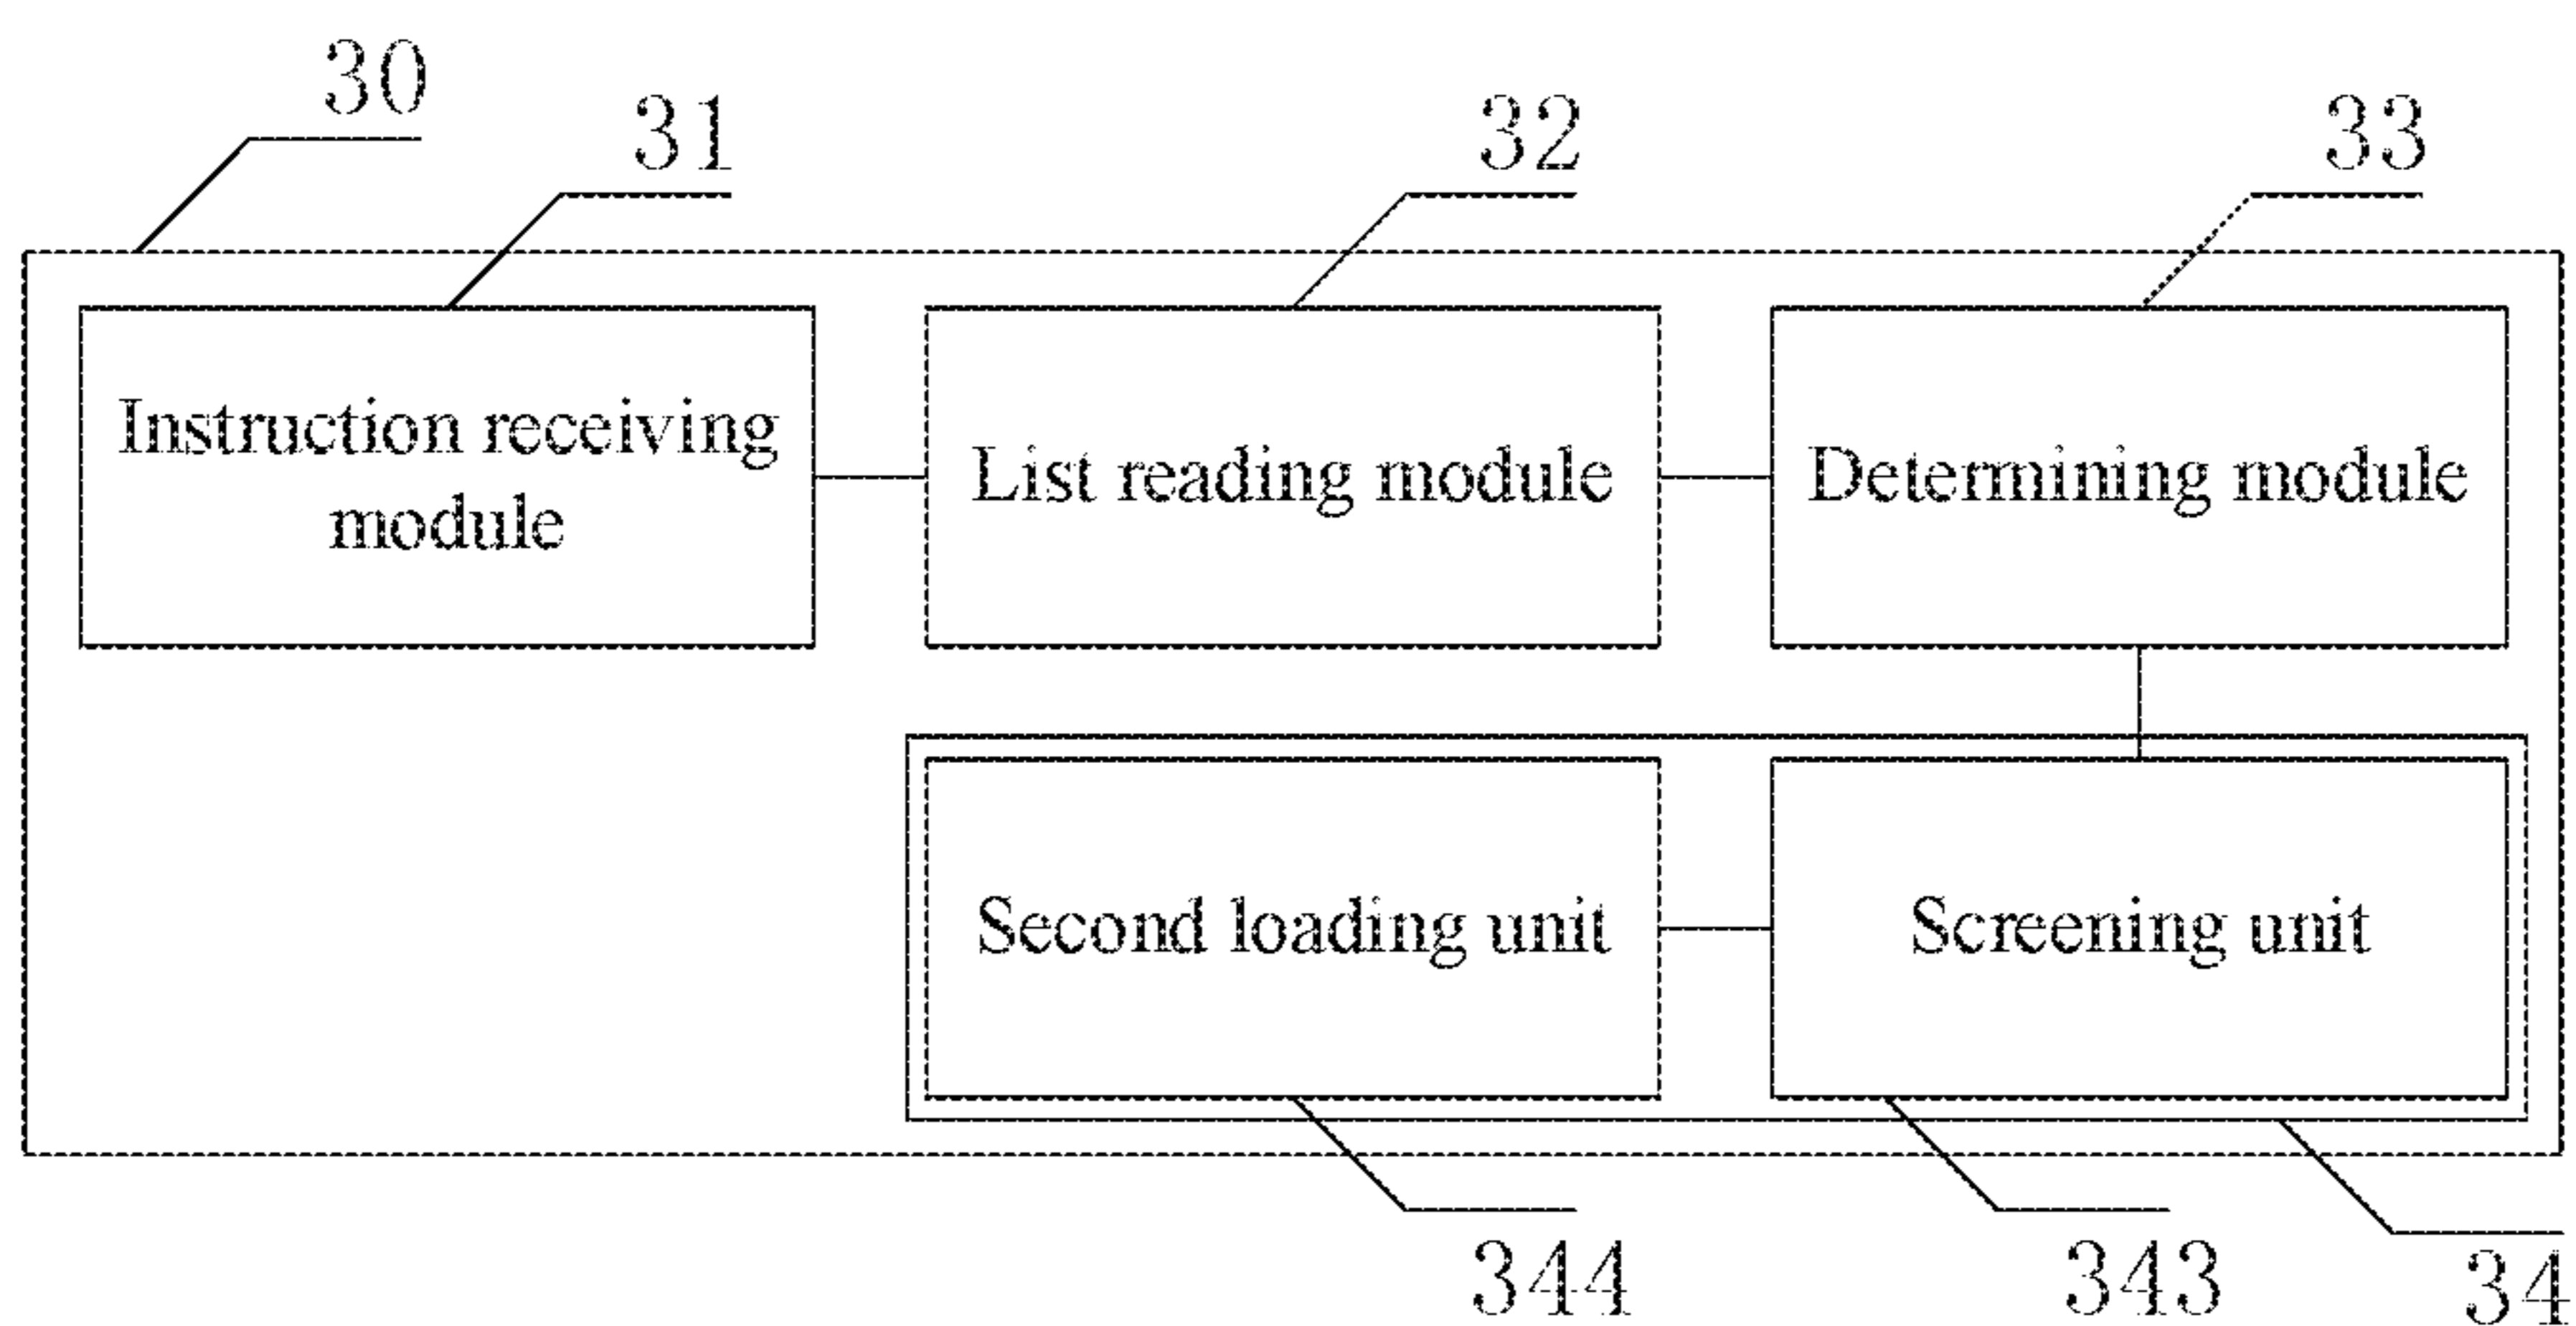 30
31
32
33
Instruction receiving
module
List reading module
Determining module
Second loading unit
Screening unit
344
343
34